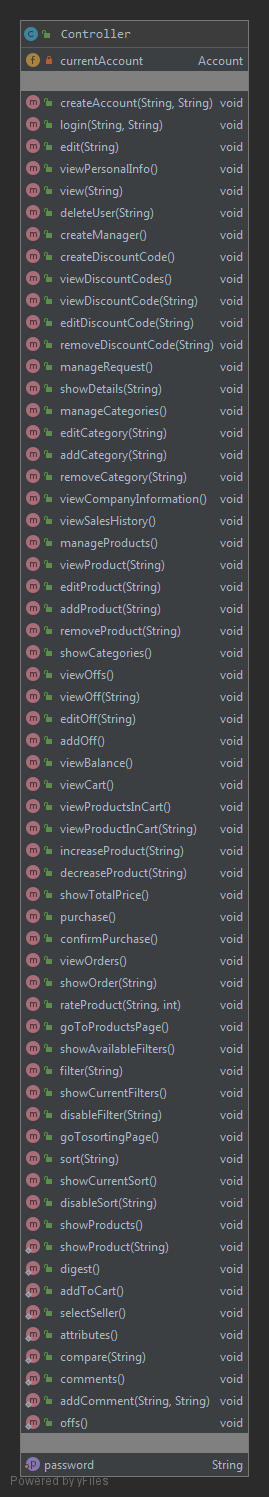 Controller
currentAccount Account
createAccount(String, String) void
login(String, String) void
edit(String) void
viewPersonalInfo() void
view(String) void
deleteUser(String) void
createManager() void
createDiscountCode() void
viewDiscountCodes() void
viewDiscountCode(String) void
editDiscountCode(String) void
removeDiscountCode(String) void
manageRequest() void
showDetails(String) void
manageCategories() void
editCategory(String) void
addCategory(String) void
removeCategory(String) void
viewCompanyInformation() void
viewSalesHistory() void
manageProducts() void
viewProduct(String) void
editProduct(String) void
addProduct(String) void
removeProduct(String) void
showCategories() void
viewOffs() void
viewOff(String) void
editOff(String) void
addOff() void
viewBalance() void
viewCart() void
viewProductsInCart() void
viewProductInCart(String) void
increaseProduct(String) void
decreaseProduct(String) void
showTotalPrice() void
purchase() void
confirmPurchase() void
viewOrders() void
showOrder(String) void
rateProduct(String, int) void
goToProductsPage() void
showAvailableFilters() void
filter(String) void
showCurrentFilters() void
disableFilter(String) void
goTosortingPage() void
sort(String) void
showCurrentSort() void
disableSort(String) void
showProducts() void
showProduct(String) void
digest() void
addToCart() void
selectSeller() void
attributes() void
compare(String) void
comments() void
addComment(String, String) void
offs() void
password String
Powered by yFiles